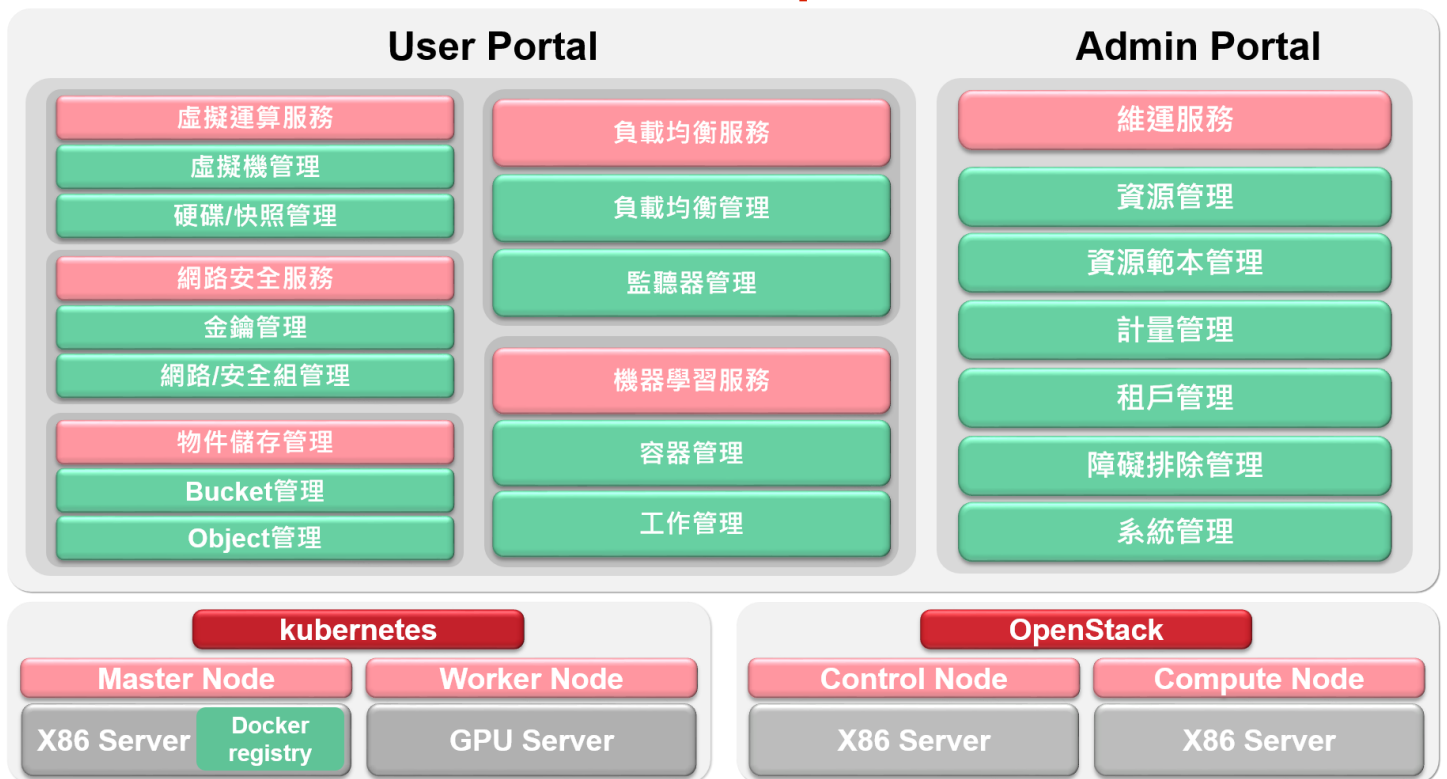 User Portal
Admin Portal
虛擬運算服務
虛擬機管理
硬碟/快照管理
網路安全服務
金鑰管理
網路/安全組管理
物件儲存管理
Bucket管理
Object管理
負載均衡服務
負載均衡管理
監聽器管理
機器學習服務
容器管理
工作管理
維運服務
資源管理
資源範本管理
計量管理
租戶管理
障礙排除管理
系統管理
kubernetes
Master Node
Worker Node
X86 Server
Docker
registry
GPU Server
OpenStack
Control Node
Compute Node
X86 Server
X86 Server